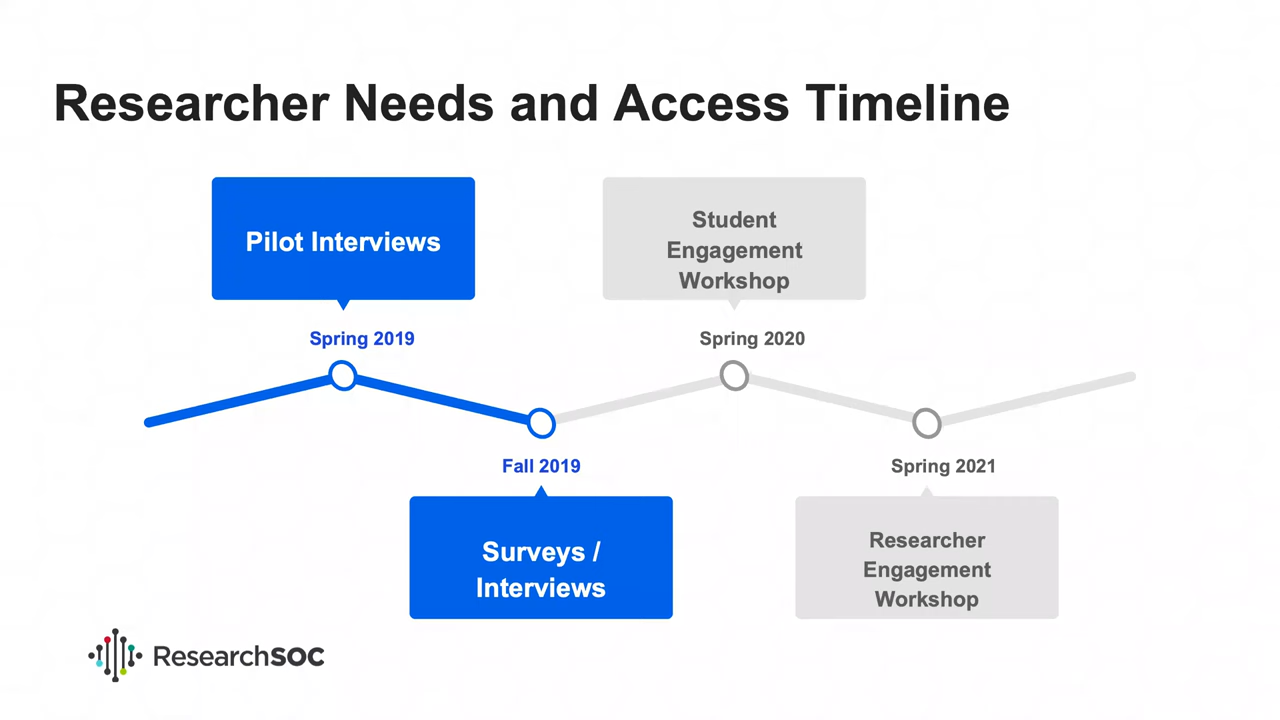 Researcher Needs and Access Timeline
Pilot Interviews
Student
Engagement
Workshop
Spring 2019
Spring 2020
Fall 2019
Spring 2021
Surveys /
Interviews
Researcher
Engagement
Workshop
ResearchSOC